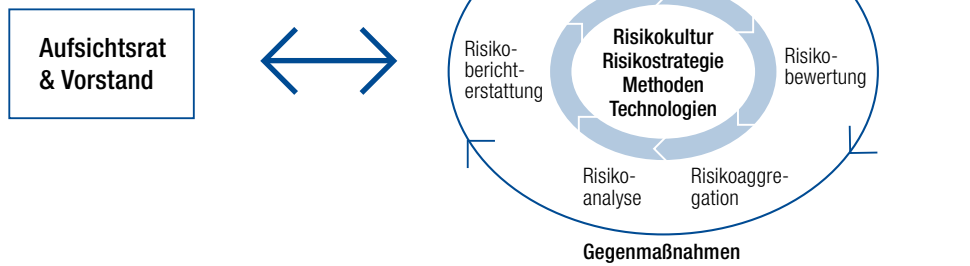 Aufsichtsrat
& Vorstand
Risiko-
bericht-
erstattung
Risikokultur
Risikostrategie
Methoden
Technologien
Risiko-
bewertung
Risiko-
analyse
Risikoaggre-
gation
Gegenmaßnahmen